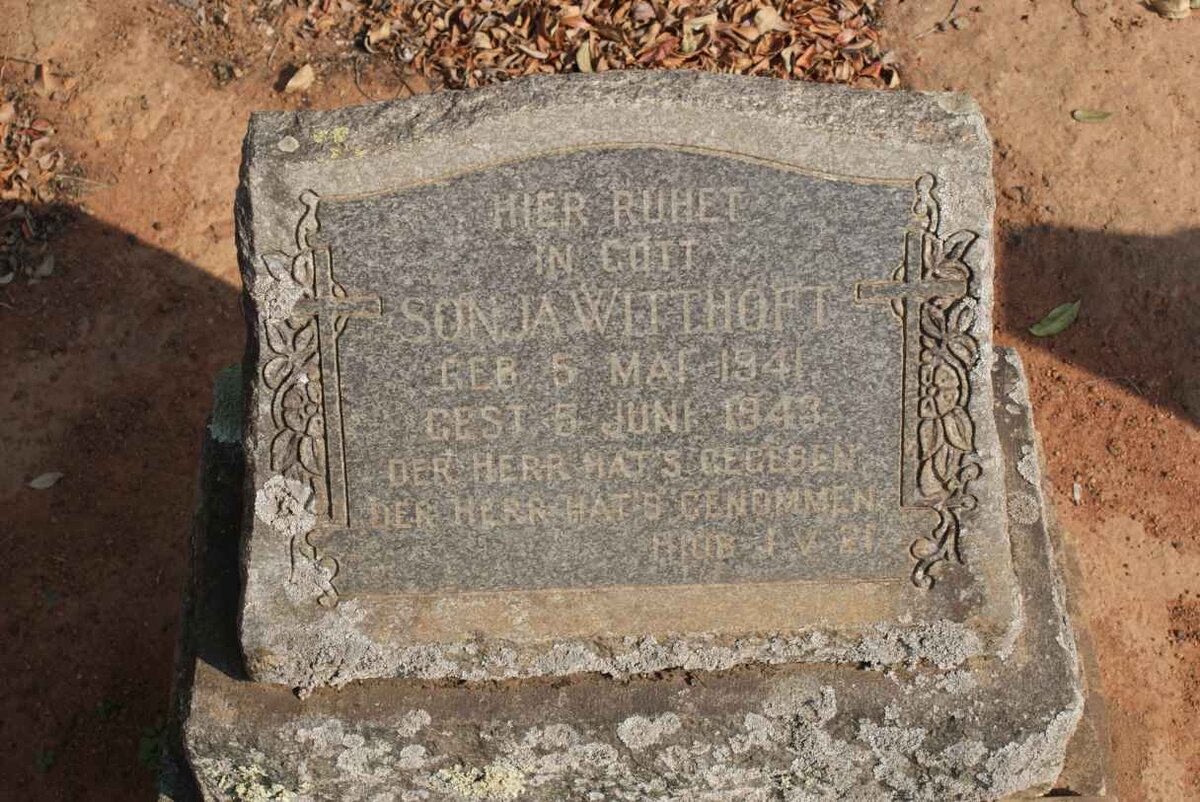 HIER RUHET
IN GOTT
SONJA WITTHÖFT
GEB 5 MAI 1941
GEST 5 JUNI 1943
DER HERR HAT'S GEGEBEN,
DER HERR HAT'S GENOMMEN
HIOB 1 V 21